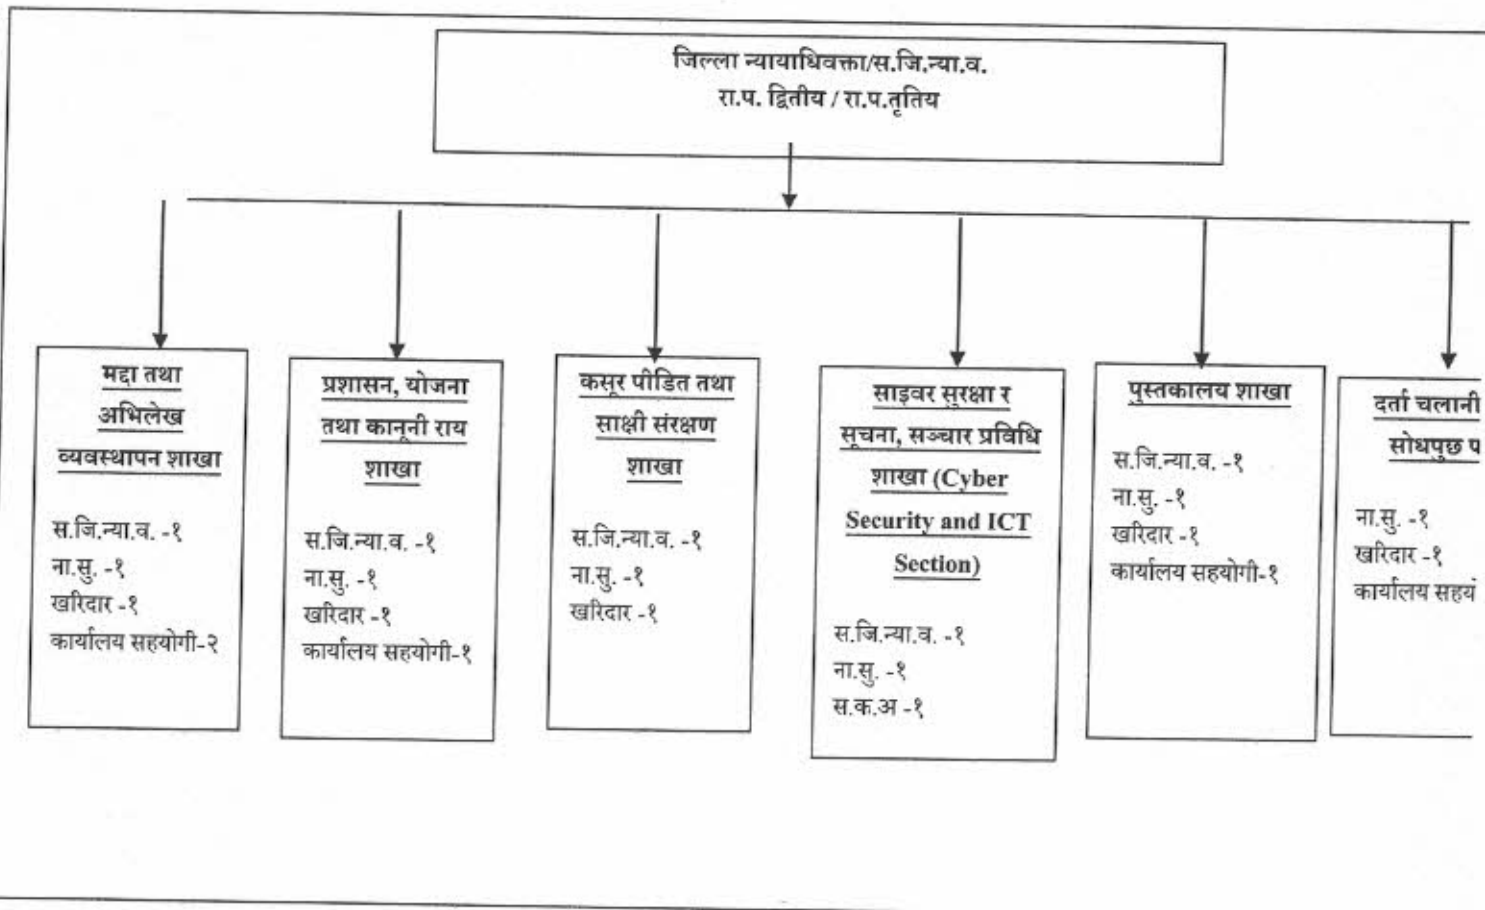 जिल्ला न्यायाधिवक्ता/स.जि.न्या.व.
रा.प. द्वितीय / रा.प.तृतिय
मद्दा तथा
अभिलेख
व्यवस्थापन शाखा
स.जि.न्या.व. -१
ना.सु. -१
खरिदार -१
कार्यालय सहयोगी-२
प्रशासन, योजना
तथा कानूनी राय
शाखा
स.जि.न्या.व. -१
ना.सु. -१
खरिदार -१
कार्यालय सहयोगी-१
कसूर पीडित तथा
साक्षी संरक्षण
शाखा
स.जि.न्या.व. -१
ना.सु. -१
खरिदार -१
साइवर सुरक्षा र
सूचना, सञ्चार प्रविधि
शाखा (Cyber
Security and ICT
Section)
स.जि.न्या.व. -१
ना.सु. -१
स.क.अ -१
पुस्तकालय शाखा
स.जि.न्या.व. -१
ना.सु. -१
खरिदार -१
कार्यालय सहयोगी-१
दर्ता चलानी
सोधपुछ
ना.सु. -१
खरिदार -१
कार्यालय